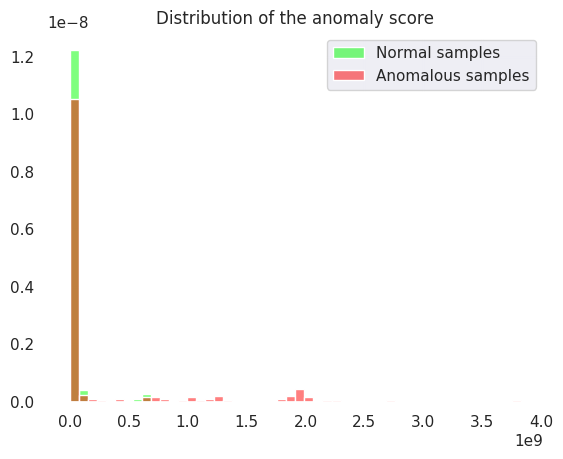 Distribution of the anomaly score
1e−8
Normal samples
Anomalous samples
1.2
1.0
0.8
0.6
0.4
0.2
0.0
0.0 0.5 1.0 1.5 2.0 2.5 3.0 3.5 4.0
1e9